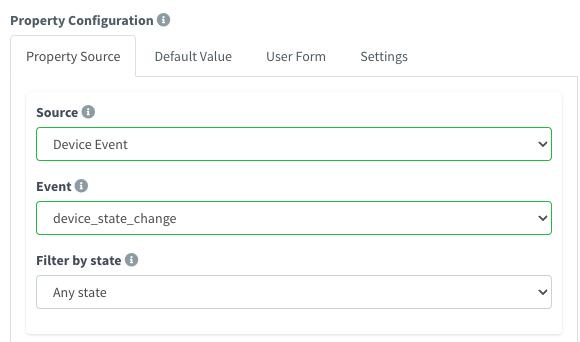 Property Configuration
Property Source Default Value User Form Settings
Source
Device Event
Event
device_state_change
Filter by state
Any state